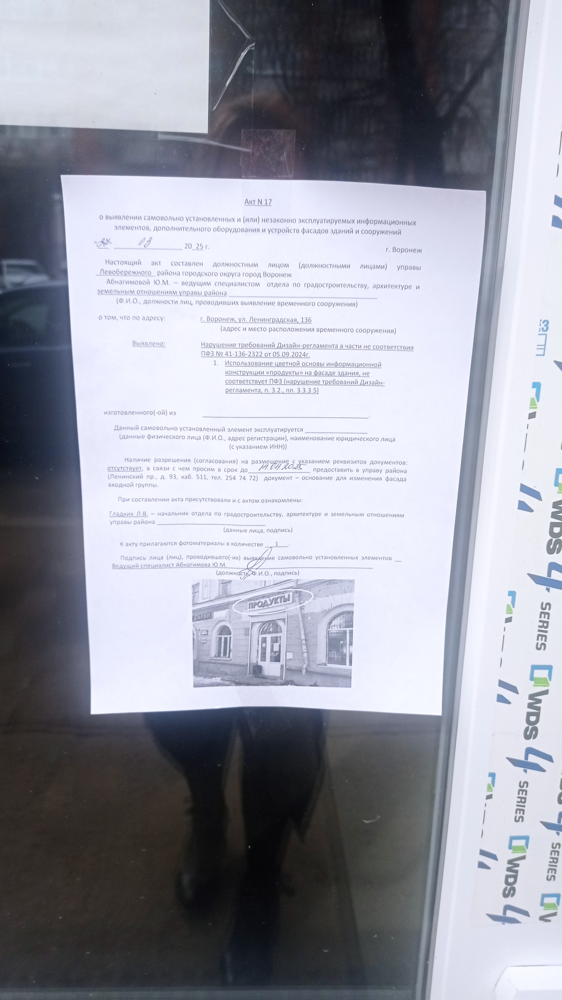 Акт N 17
о выявлении самовольно установленных и (или) незаконно эксплуатируемых информационных
элементов, дополнительного оборудования и устройств фасадов зданий и сооружений
"27" 03 20 25 г.
г. Воронеж
Настоящий акт составлен должностным лицом (должностными лицами) управы
Левобережного района городского округа город Воронеж
Абнагимовой Ю.М. – ведущим специалистом отдела по градостроительству, архитектуре и
земельным отношениям управы района
(Ф.И.О., должности лиц, проводивших выявление временного сооружения)
о том, что по адресу: г. Воронеж, ул. Ленинградская, 136
(адрес и место расположения временного сооружения)
Выявлено: Нарушение требований Дизайн-регламента в части не соответствия
ПФЗ № 41-136-2322 от 05.09.2024г.
1. Использование цветной основы информационной
конструкции «продукты» на фасаде здания, не
соответствует ПФЗ (нарушение требований Дизайн-
регламента, п. 3.2., пп. 3.3.3.5)
изготовленного(-ой) из
Данный самовольно установленный элемент эксплуатируется
(данные физического лица (Ф.И.О., адрес регистрации), наименование юридического лица
(с указанием ИНН))
Наличие разрешения (согласования) на размещение с указанием реквизитов документов:
отсутствует, в связи с чем просим в срок до 14.04.2025 предоставить в управу района
(Ленинский пр., д. 93, каб. 511, тел. 254 74 72) документ – основание для изменения фасада
входной группы.
При составлении акта присутствовали и с актом ознакомлены:
Гладких Л.В. – начальник отдела по градостроительству, архитектуре и земельным отношениям
управы района
(данные лица, подпись)
К акту прилагаются фотоматериалы в количестве 1 .
Подпись лица (лиц), проводившего(-их) выявление самовольно установленных элементов
Ведущий специалист Абнагимова Ю.М.
(должность, Ф.И.О., подпись)
ПРОДУКТЫ
ОБУВИ
WDS
4
SERIES
WDS
4
SERIES
WDS
4
SERIES
SERIES